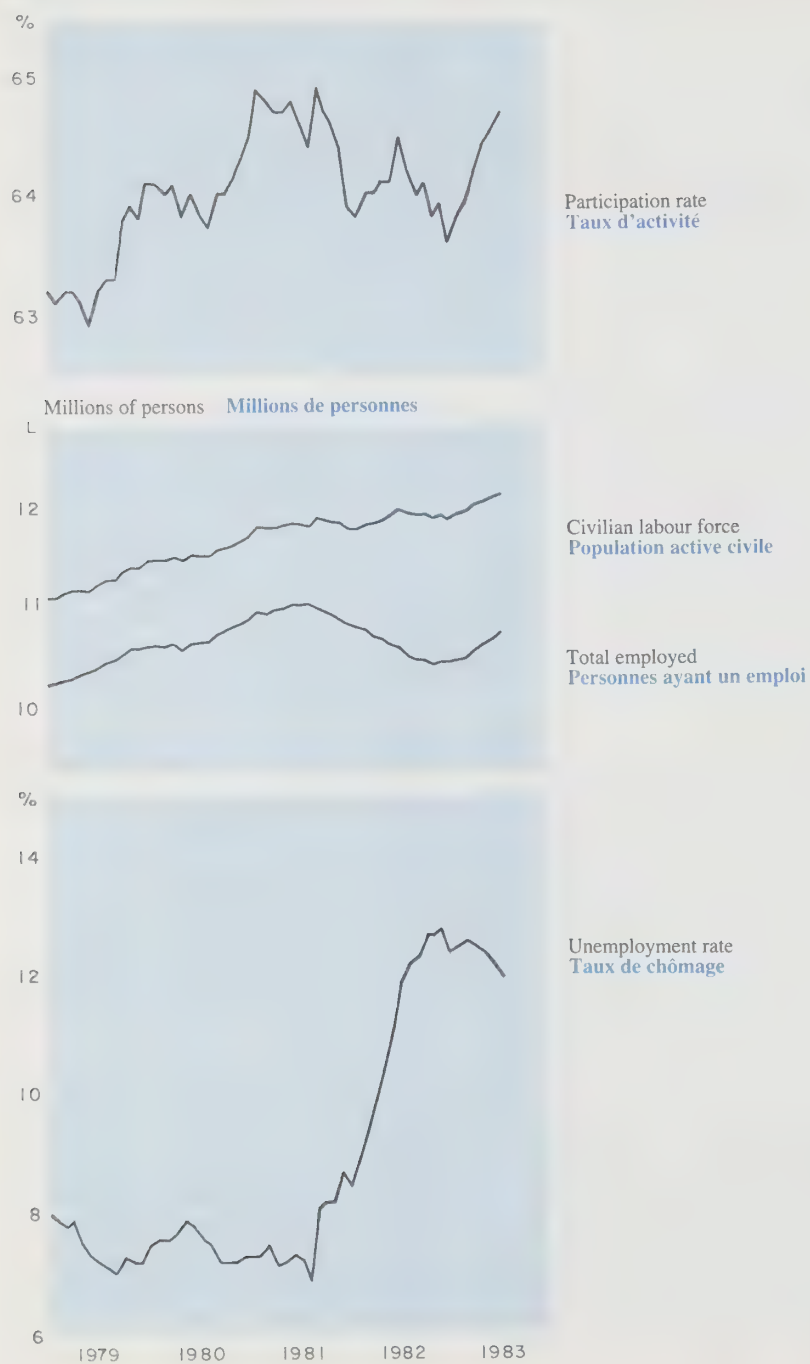 %
65
64
63
Participation rate
Taux d'activité
Millions of persons Millions de personnes
L
12
11
10
Civilian labour force
Population active civile
Total employed
Personnes ayant un emploi
%
14
12
10
8
6
Unemployment rate
Taux de chômage
1979 1980 1981 1982 1983